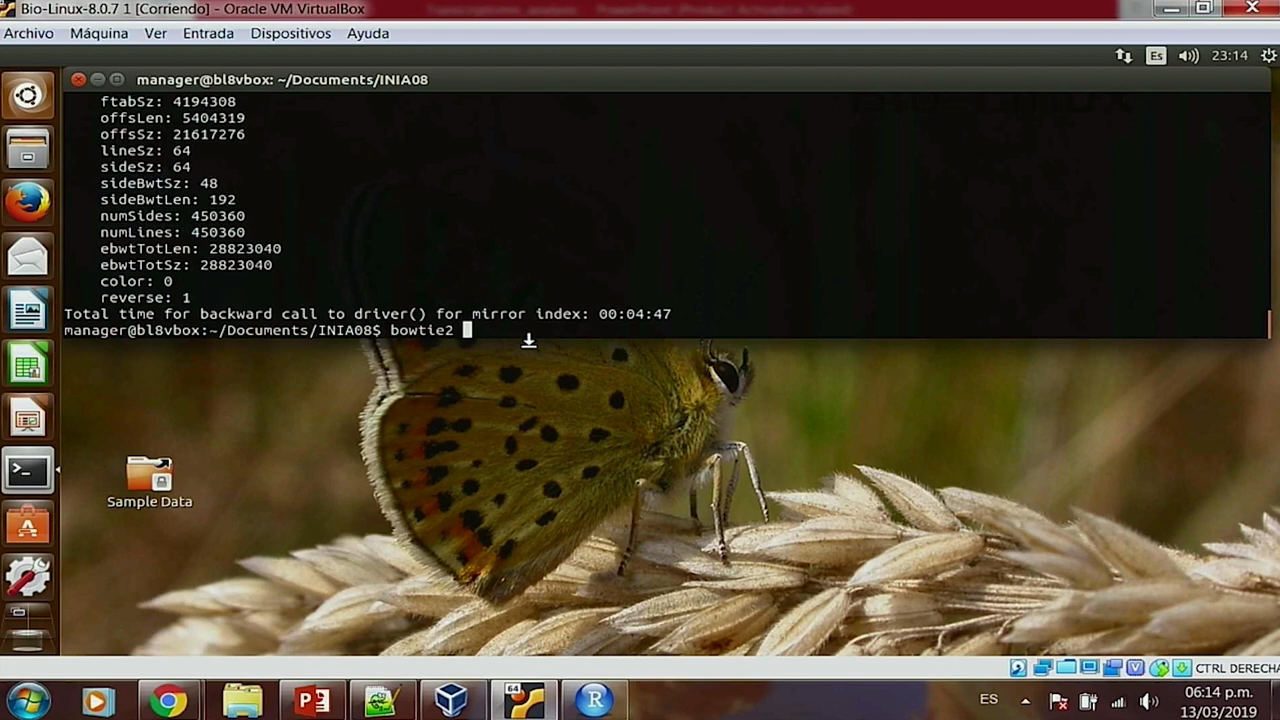 Bio-Linux-8.0.7 1 [Corriendo] - Oracle VM VirtualBox
Archivo Máquina Ver Entrada Dispositivos Ayuda
Es 23:14
manager@bl8vbox: ~/Documents/INIA08
ftabSz: 4194308
offsLen: 5404319
offsSz: 21617276
lineSz: 64
sideSz: 64
sideBwtSz: 48
sideBwtLen: 192
numSides: 450360
numLines: 450360
ebwtTotLen: 28823040
ebwtTotSz: 28823040
color: 0
reverse: 1
Total time for backward call to driver() for mirror index: 00:04:47
manager@bl8vbox:~/Documents/INIA08$ bowtie2
Sample Data
CTRL DERECHA
64
R
ES
06:14 p.m.
13/03/2019